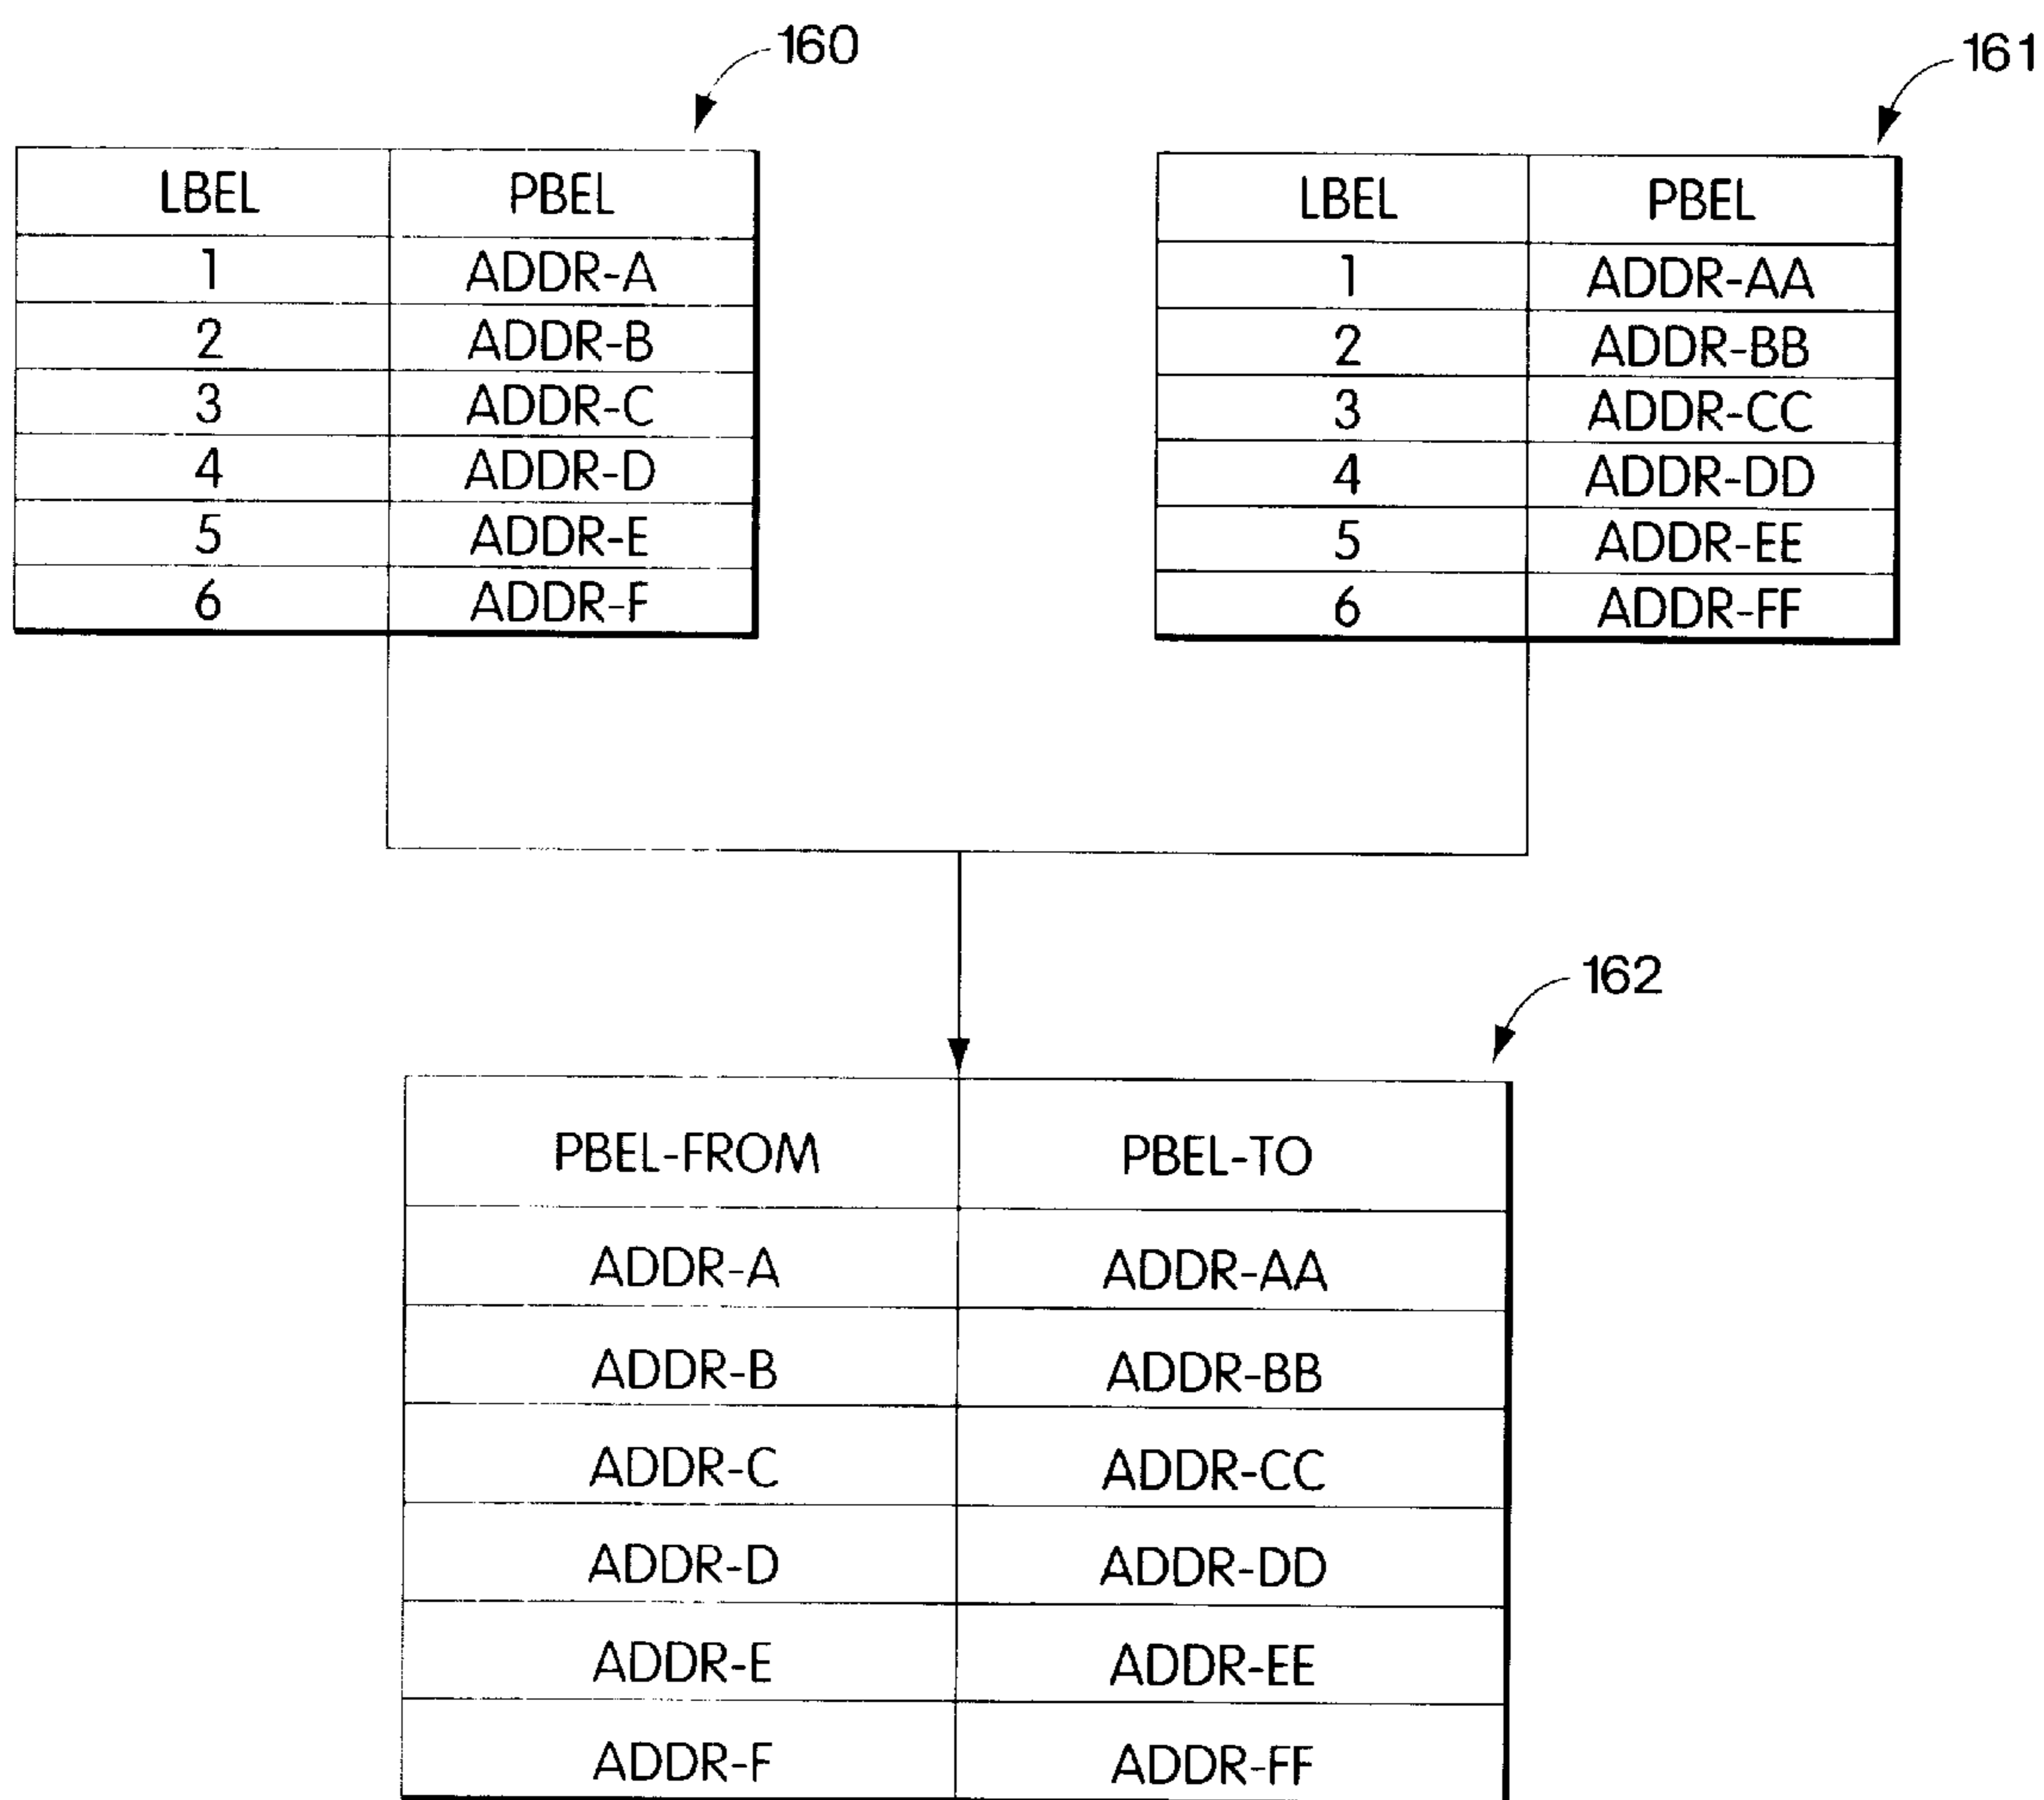 160
161
LBEL PBEL
1 ADDR-A
2 ADDR-B
3 ADDR-C
4 ADDR-D
5 ADDR-E
6 ADDR-F
LBEL PBEL
1 ADDR-AA
2 ADDR-BB
3 ADDR-CC
4 ADDR-DD
5 ADDR-EE
6 ADDR-FF
162
PBEL-FROM PBEL-TO
ADDR-A ADDR-AA
ADDR-B ADDR-BB
ADDR-C ADDR-CC
ADDR-D ADDR-DD
ADDR-E ADDR-EE
ADDR-F ADDR-FF